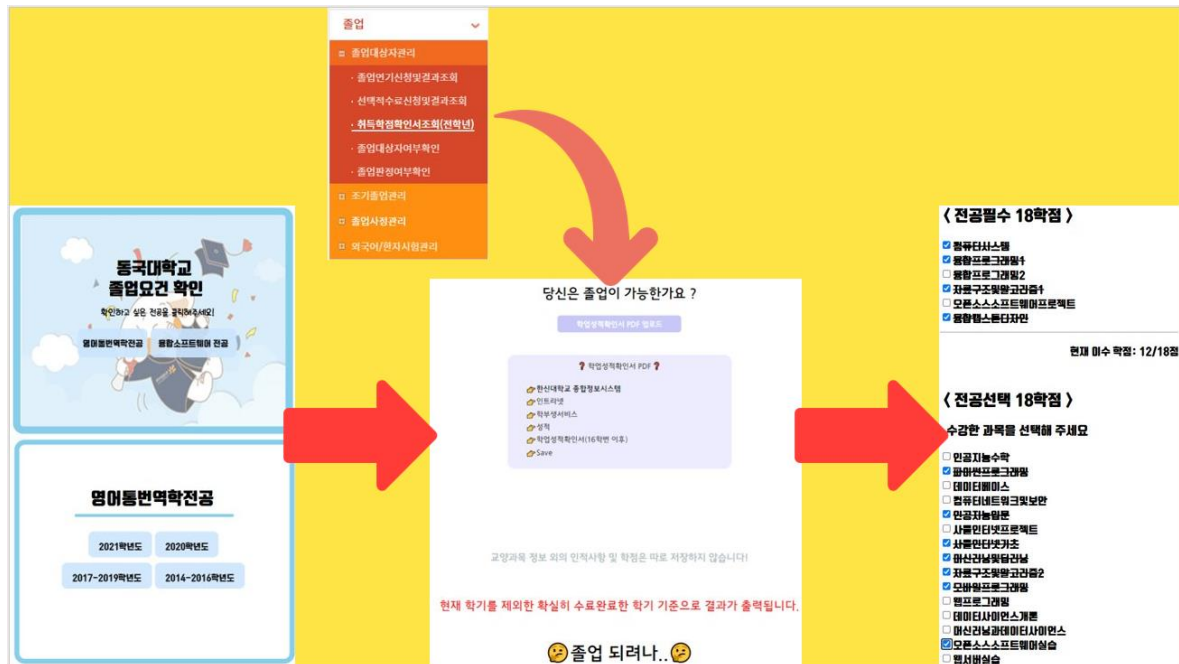 졸업
졸업대상자관리
· 졸업연기신청및결과조회
· 선택적수료신청및결과조회
· 취득학점확인서조회(전학년)
· 졸업대상자여부확인
· 졸업판정여부확인
조기졸업관리
졸업사정관리
외국어/한자시험관리
동국대학교
졸업요건 확인
확인하고 싶은 전공을 클릭해주세요!
영어통번역학전공 융합소프트웨어 전공
영어통번역학전공
2021학년도 2020학년도
2017-2019학년도 2014-2016학년도
당신은 졸업이 가능한가요 ?
학업성적확인서 PDF 업로드
❓ 학업성적확인서 PDF ❓
👉한신대학교 종합정보시스템
👉인트라넷
👉학부생서비스
👉성적
👉학업성적확인서(16학번 이후)
👉Save
교양과목 정보 외의 인적사항 및 학점은 따로 저장하지 않습니다!
현재 학기를 제외한 확실히 수료완료한 학기 기준으로 결과가 출력됩니다.
🤔졸업 되려나..🤔
< 전공필수 18학점 >
컴퓨터시스템
융합프로그래밍1
융합프로그래밍2
자료구조및알고리즘1
오픈소스소프트웨어프로젝트
융합캡스톤디자인
현재 이수 학점: 12/18점
< 전공선택 18학점 >
수강한 과목을 선택해 주세요
인공지능수학
파이썬프로그래밍
데이터베이스
컴퓨터네트워크및보안
인공지능입문
사물인터넷프로젝트
사물인터넷기초
머신러닝및딥러닝
자료구조및알고리즘2
모바일프로그래밍
웹프로그래밍
데이터사이언스개론
머신러닝과데이터사이언스
오픈소스소프트웨어실습
웹서버실습